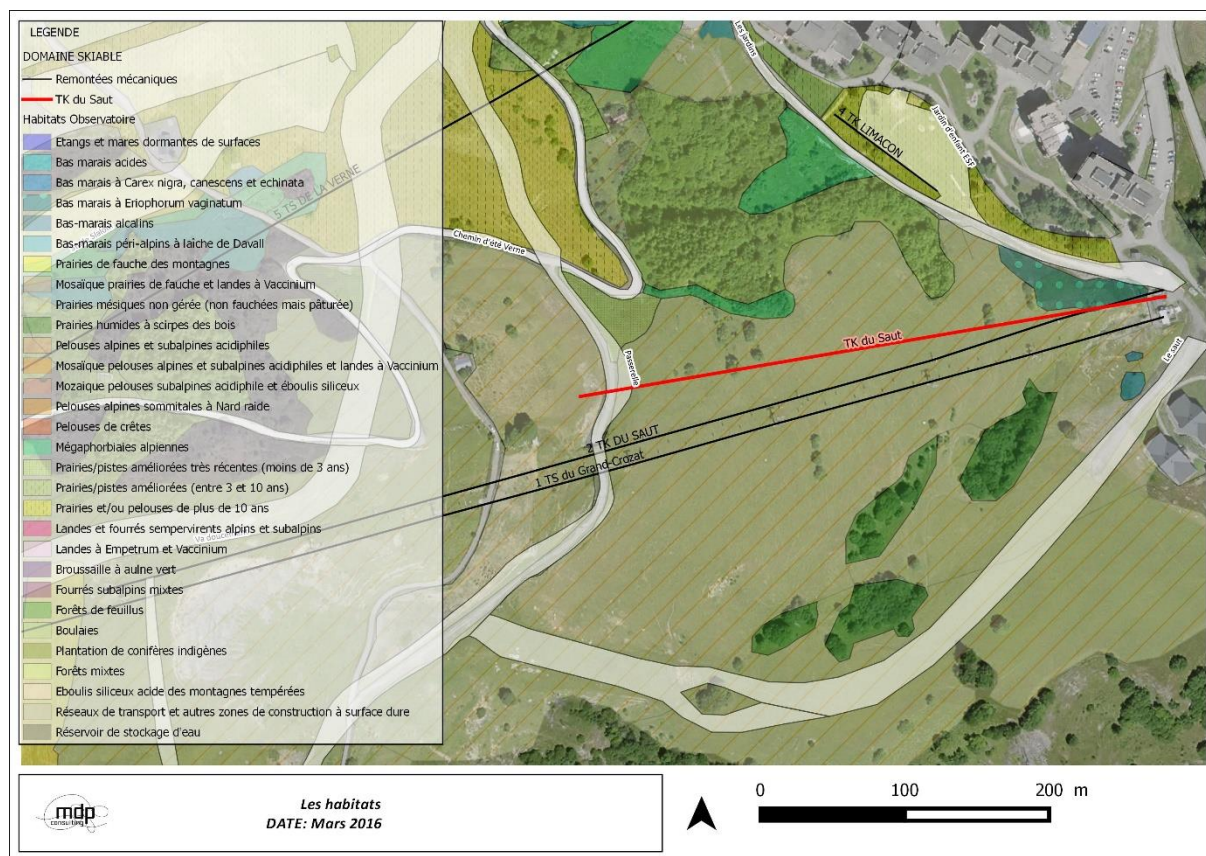 LEGENDE
DOMAINE SKIABLE
Remontées mécaniques
TK du Saut
Habitats Observatoire
Etangs et mares dormantes de surfaces
Bas marais acides
Bas marais à Carex nigra, canescens et echinata
Bas marais à Eriophorum vaginatum
Bas-marais alcalins
Bas-marais péri-alpins à laîche de Davall
Prairies de fauche des montagnes
Mosaïque prairies de fauche et landes à Vaccinium
Prairies mésiques non gérée (non fauchées mais pâturée)
Prairies humides à scirpes des bois
Pelouses alpines et subalpines acidiphiles
Mosaïque pelouses alpines et subalpines acidiphiles et landes à Vaccinium
Mozaique pelouses subalpines acidiphile et éboulis siliceux
Pelouses alpines sommitales à Nard raide
Pelouses de crêtes
Mégaphorbiaies alpiennes
Prairies/pistes améliorées très récentes (moins de 3 ans)
Prairies/pistes améliorées (entre 3 et 10 ans)
Prairies et/ou pelouses de plus de 10 ans
Landes et fourrés sempervirents alpins et subalpins
Landes à Empetrum et Vaccinium
Broussaille à aulne vert
Fourrés subalpins mixtes
Forêts de feuillus
Boulaies
Plantation de conifères indigènes
Forêts mixtes
Eboulis siliceux acide des montagnes tempérées
Réseaux de transport et autres zones de construction à surface dure
Réservoir de stockage d'eau
5 TS DE LA VERNE
Chemin d'été Verne
Les jardins
4 TK LIMACON
Jardin d'enfant ESF
TK du Saut
Passerelle
Le saut
2 TK DU SAUT
1 TS du Grand-Crozat
mdp
consulting
Les habitats
DATE: Mars 2016
0 100 200 m